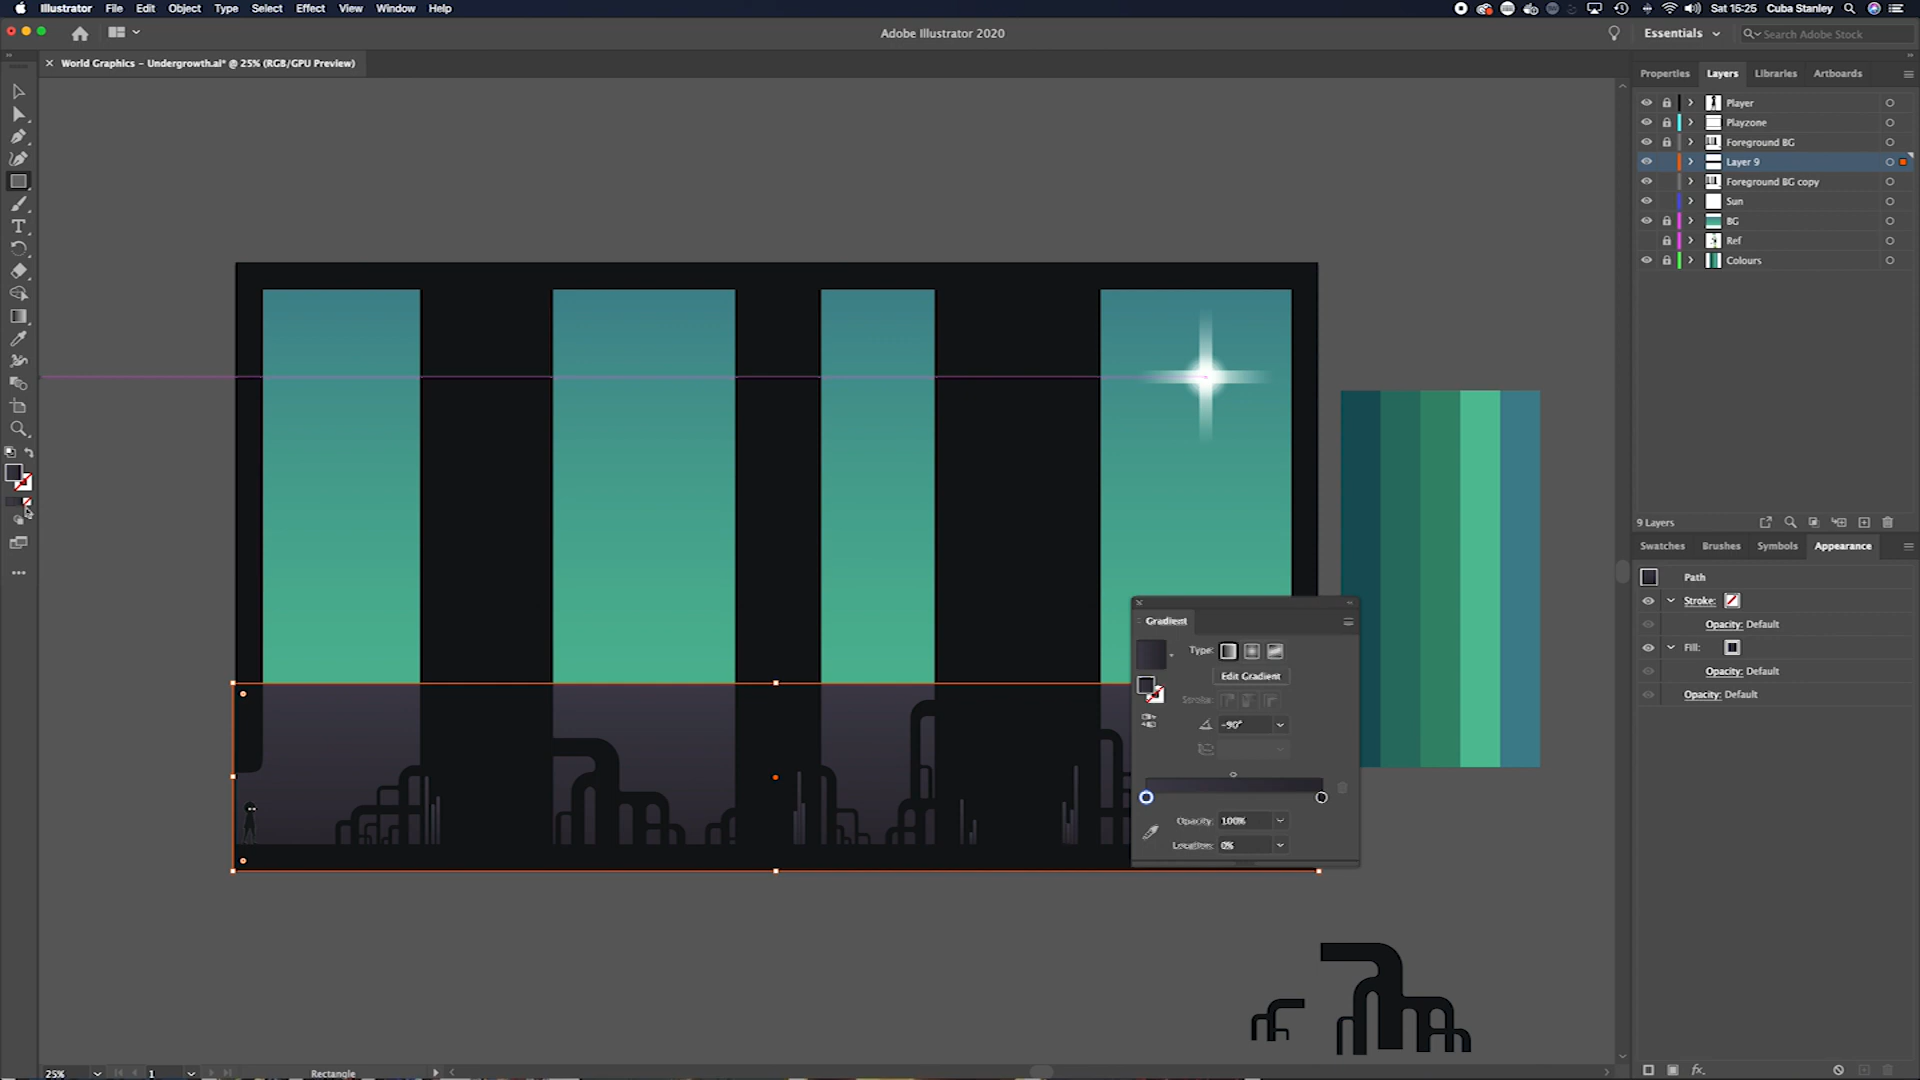 Illustrator File Edit Object Type Select Effect View Window Help
Sat 15:25 Cuba Stanley
Adobe Illustrator 2020
Essentials
Search Adobe Stock
World Graphics - Undergrowth.ai* @ 25% (RGB/GPU Preview)
Properties Layers Libraries Artboards
Player
Playzone
Foreground BG
Layer 9
Foreground BG copy
Sun
BG
Ref
Colours
9 Layers
Swatches Brushes Symbols Appearance
Path
Stroke:
Opacity: Default
Fill:
Opacity: Default
Opacity: Default
Gradient
Type:
Edit Gradient
Stroke:
-90°
Opacity: 100%
Location: 0%
25%
1
Rectangle
fx